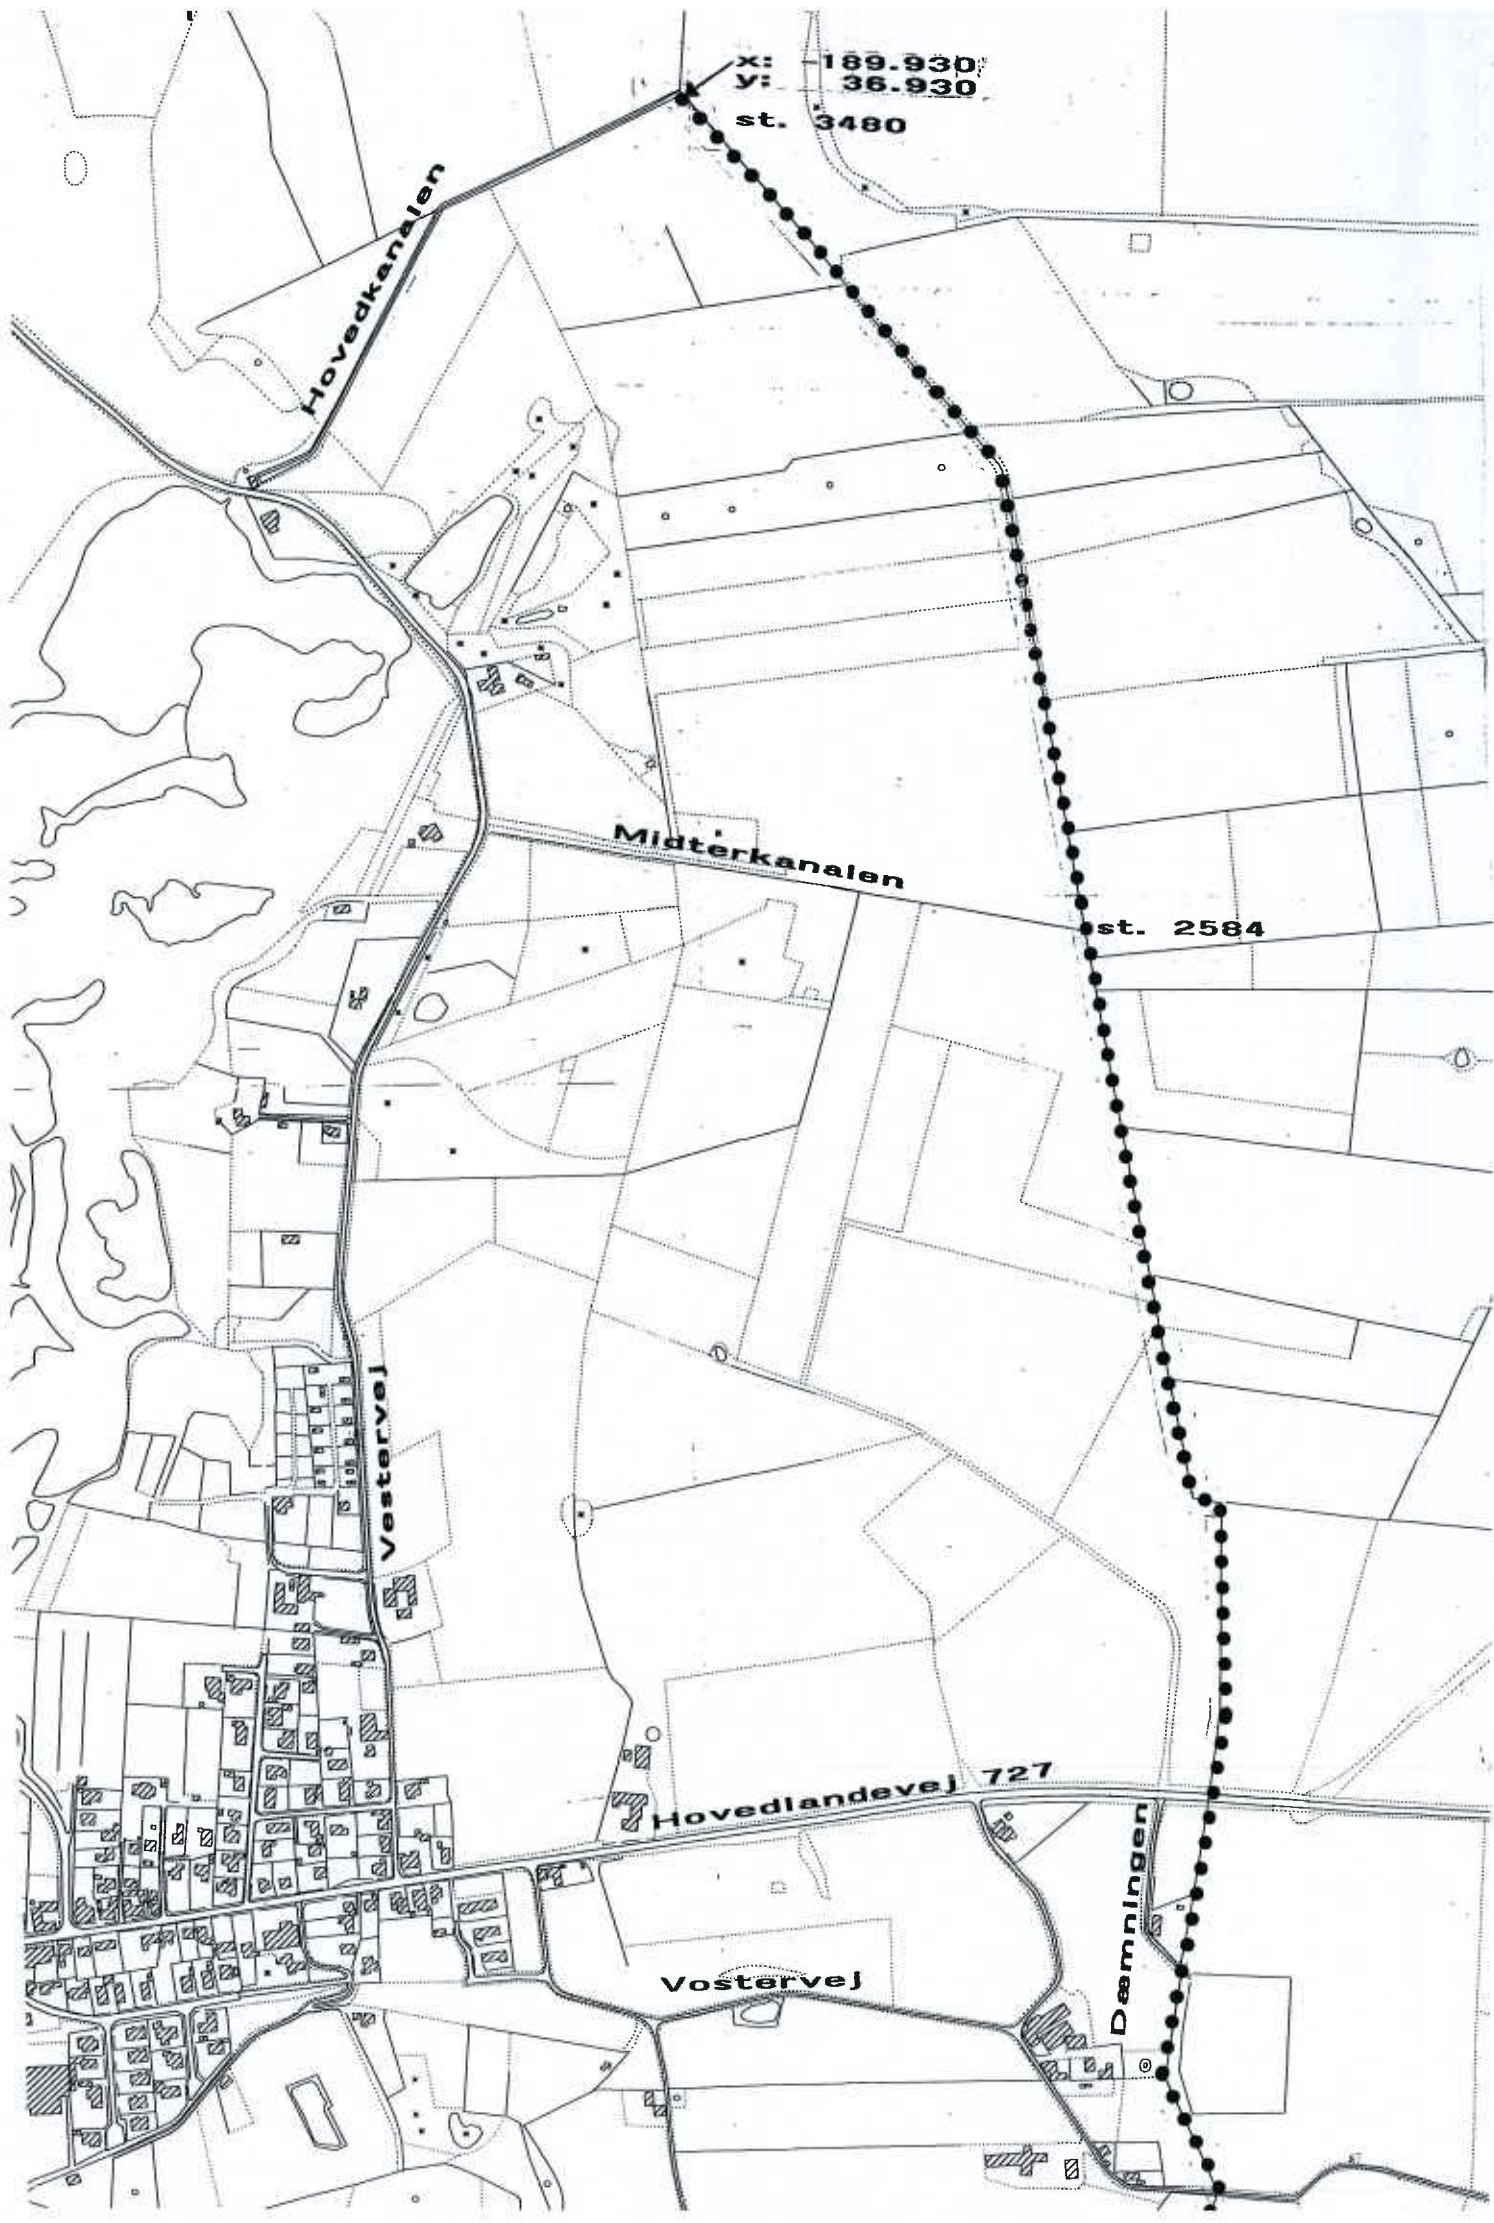 x: -189.930
y: 36.930
st. 3480
Hovedkanalen
Midterkanalen
st. 2584
Vestervej
Hovedlandevej 727
Dæmningen
Vostervej